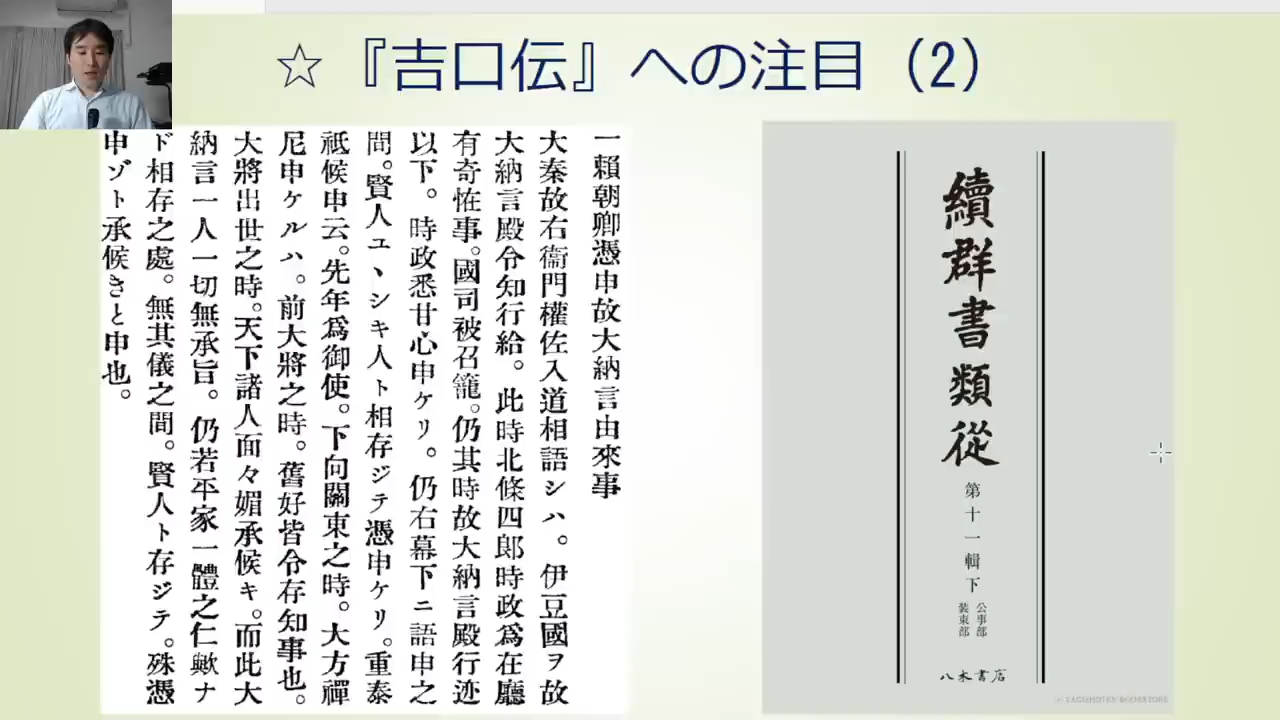 ☆『吉口伝』への注目（2）
一賴朝卿憑申故大納言由來事
大秦故右衞門權佐入道相語シハ。伊豆國ヲ故
大納言殿令知行給。此時北條四郎時政爲在廳
有奇恠事。國司被召籠。仍其時故大納言殿行迹
以下。時政悉甘心申ケリ。仍右幕下ニ語申之
間。賢人エヽシキ人ト相存ジテ憑申ケリ。重泰
祗候申云。先年爲御使。下向關東之時。大方禪
尼申ケルハ。前大將之時。舊好皆令存知事也。
大將出世之時。天下諸人面々媚承候キ。而此大
納言一人一切無承旨。仍若平家一體之仁歟ナ
ド相存之處。無其儀之間。賢人ト存ジテ。殊憑
申ゾト承候きと申也。
續群書類從
第十一輯下
公事部
装束部
八木書店
YAGISHOTEN BOOKSTORE